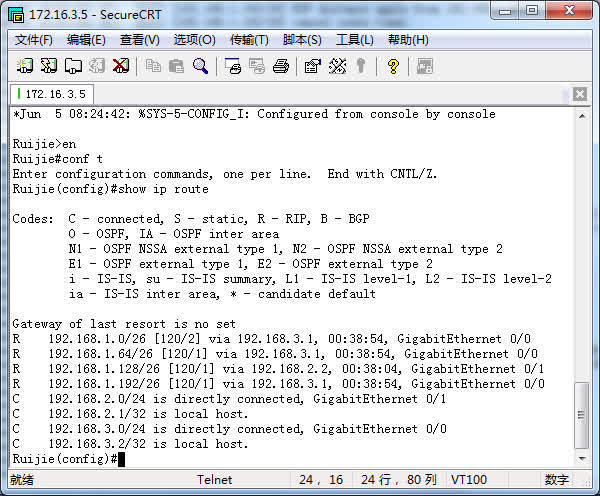 172.16.3.5 - SecureCRT
文件(F) 编辑(E) 查看(V) 选项(O) 传输(T) 脚本(S) 工具(L) 帮助(H)
172.16.3.5
*Jun  5 08:24:42: %SYS-5-CONFIG_I: Configured from console by console
Ruijie>en
Ruijie#conf t
Enter configuration commands, one per line.  End with CNTL/Z.
Ruijie(config)#show ip route
Codes:  C - connected, S - static, R - RIP, B - BGP
O - OSPF, IA - OSPF inter area
N1 - OSPF NSSA external type 1, N2 - OSPF NSSA external type 2
E1 - OSPF external type 1, E2 - OSPF external type 2
i - IS-IS, su - IS-IS summary, L1 - IS-IS level-1, L2 - IS-IS level-2
ia - IS-IS inter area, * - candidate default
Gateway of last resort is no set
R    192.168.1.0/26 [120/2] via 192.168.3.1, 00:38:54, GigabitEthernet 0/0
R    192.168.1.64/26 [120/1] via 192.168.3.1, 00:38:54, GigabitEthernet 0/0
R    192.168.1.128/26 [120/1] via 192.168.2.2, 00:38:04, GigabitEthernet 0/1
R    192.168.1.192/26 [120/1] via 192.168.3.1, 00:38:54, GigabitEthernet 0/0
C    192.168.2.0/24 is directly connected, GigabitEthernet 0/1
C    192.168.2.1/32 is local host.
C    192.168.3.0/24 is directly connected, GigabitEthernet 0/0
C    192.168.3.2/32 is local host.
Ruijie(config)#
就绪 Telnet 24, 16 24 行, 80 列 VT100 数字